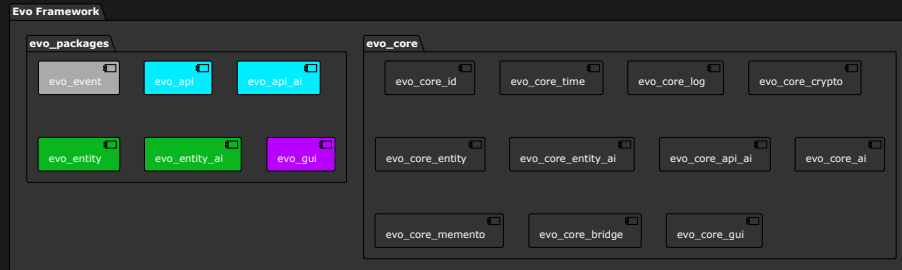 Evo Framework
evo_packages
evo_event
evo_api
evo_api_ai
evo_entity
evo_entity_ai
evo_gui
evo_core
evo_core_id
evo_core_time
evo_core_log
evo_core_crypto
evo_core_entity
evo_core_entity_ai
evo_core_api_ai
evo_core_ai
evo_core_memento
evo_core_bridge
evo_core_gui